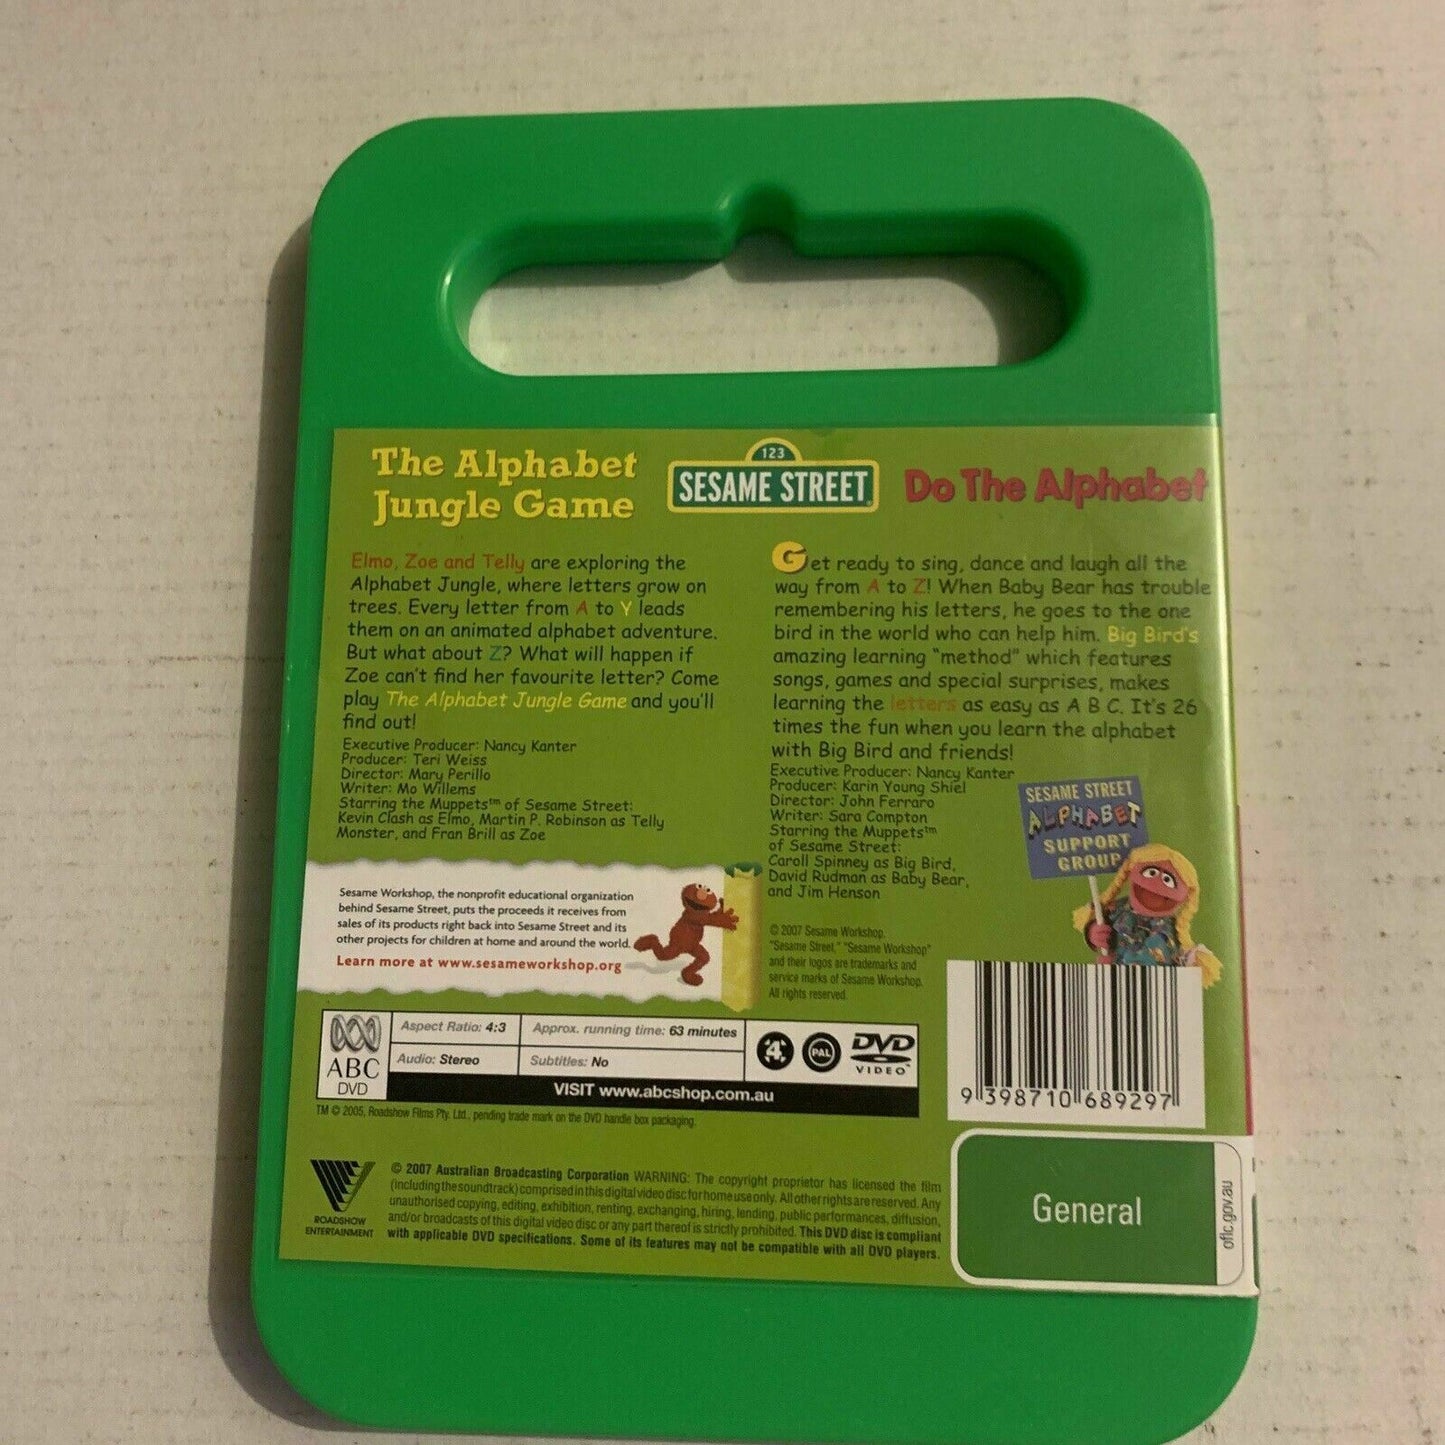 The Alphabet
Jungle Game
123
SESAME STREET
Do The Alphabet
Elmo, Zoe and Telly are exploring the
Alphabet Jungle, where letters grow on
trees. Every letter from A to Y leads
them on an animated alphabet adventure.
But what about Z? What will happen if
Zoe can't find her favourite letter? Come
play The Alphabet Jungle Game and you'll
find out!
Executive Producer: Nancy Kanter
Producer: Teri Weiss
Director: Mary Perillo
Writer: Mo Willems
Starring the Muppets™ of Sesame Street:
Kevin Clash as Elmo, Martin P. Robinson as Telly
Monster, and Fran Brill as Zoe
Get ready to sing, dance and laugh all the
way from A to Z! When Baby Bear has trouble
remembering his letters, he goes to the one
bird in the world who can help him. Big Bird's
amazing learning "method" which features
songs, games and special surprises, makes
learning the letters as easy as A B C. It's 26
times the fun when you learn the alphabet
with Big Bird and friends!
Executive Producer: Nancy Kanter
Producer: Karin Young Shiel
Director: John Ferraro
Writer: Sara Compton
Starring the Muppets™
of Sesame Street:
Caroll Spinney as Big Bird,
David Rudman as Baby Bear,
and Jim Henson
SESAME STREET
ALPHABET
SUPPORT
GROUP
Sesame Workshop, the nonprofit educational organization
behind Sesame Street, puts the proceeds it receives from
sales of its products right back into Sesame Street and its
other projects for children at home and around the world.
Learn more at www.sesameworkshop.org
© 2007 Sesame Workshop.
"Sesame Street," "Sesame Workshop"
and their logos are trademarks and
service marks of Sesame Workshop.
All rights reserved.
ABC
DVD
Aspect Ratio: 4:3
Approx. running time: 63 minutes
Audio: Stereo
Subtitles: No
VISIT www.abcshop.com.au
4
PAL
DVD
VIDEO
9 398710 689297
TM © 2005, Roadshow Films Pty. Ltd., pending trade mark on the DVD handle box packaging.
ROADSHOW
ENTERTAINMENT
© 2007 Australian Broadcasting Corporation WARNING: The copyright proprietor has licensed the film
(including the soundtrack) comprised in this digital video disc for home use only. All other rights are reserved. Any
unauthorised copying, editing, exhibition, renting, exchanging, hiring, lending, public performances, diffusion,
and/or broadcasts of this digital video disc or any part thereof is strictly prohibited. This DVD disc is compliant
with applicable DVD specifications. Some of its features may not be compatible with all DVD players.
General
oflc.gov.au